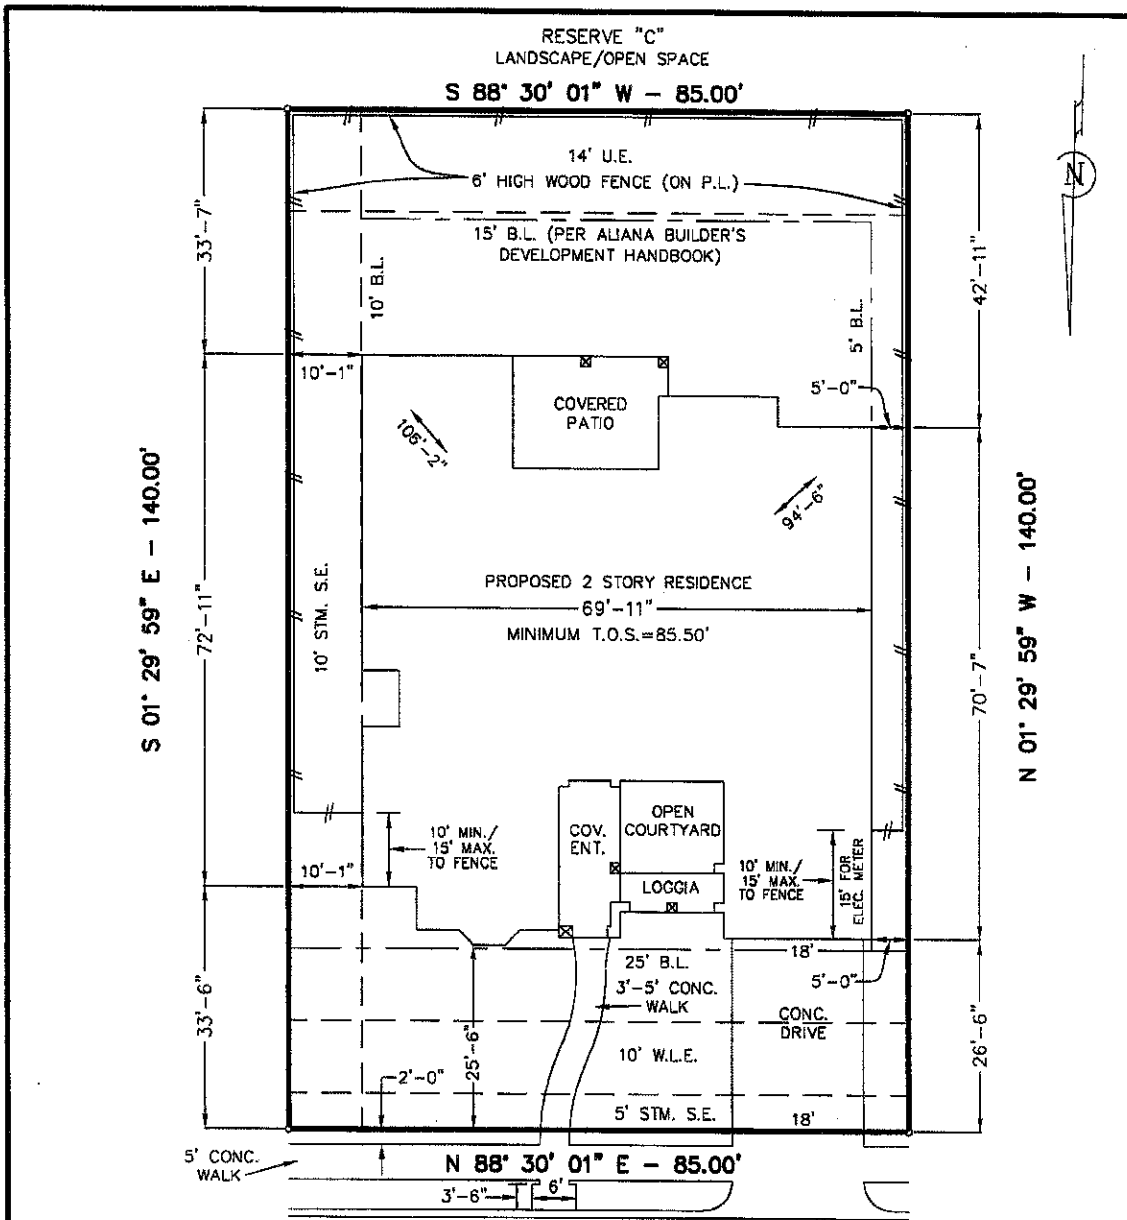 RESERVE "C"
LANDSCAPE/OPEN SPACE
S 88° 30' 01" W - 85.00'
N
14' U.E.
6' HIGH WOOD FENCE (ON P.L.)
15' B.L. (PER ALIANA BUILDER'S
DEVELOPMENT HANDBOOK)
33'-7"
42'-11"
10' B.L.
5' B.L.
10'-1"
5'-0"
COVERED
PATIO
106'-2"
94'-6"
S 01° 29' 59" E - 140.00'
N 01° 29' 59" W - 140.00'
72'-11"
70'-7"
10' STM. S.E.
PROPOSED 2 STORY RESIDENCE
69'-11"
MINIMUM T.O.S.=85.50'
10' MIN./
15' MAX.
TO FENCE
COV.
ENT.
OPEN
COURTYARD
LOGGIA
10' MIN./
15' MAX.
TO FENCE
15' FOR
ELEC. METER
10'-1"
18'
25' B.L.
5'-0"
3'-5' CONC.
WALK
CONC.
DRIVE
33'-6"
25'-6"
26'-6"
10' W.L.E.
2'-0"
5' STM. S.E.
18'
5' CONC.
WALK
N 88° 30' 01" E - 85.00'
3'-6"
6'